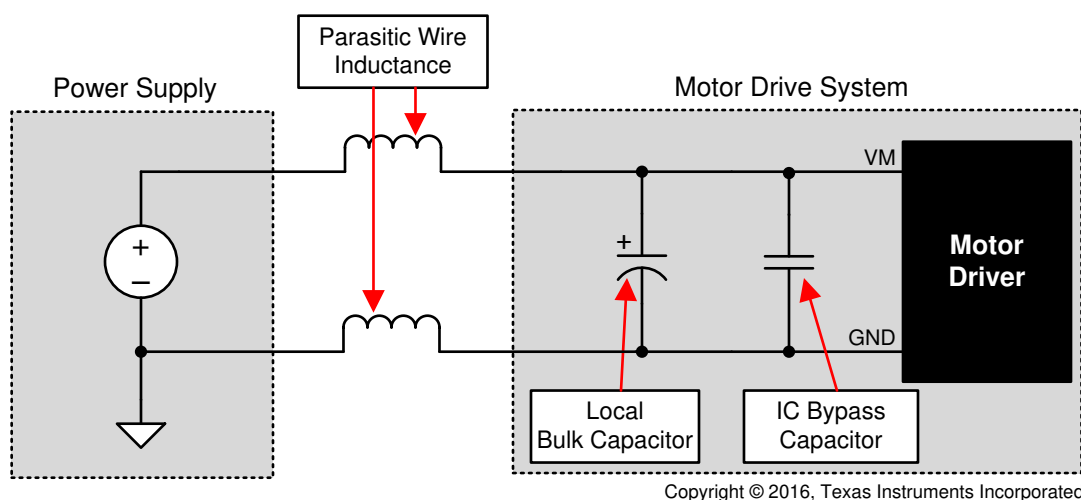 Parasitic Wire
Inductance
Power Supply
Motor Drive System
VM
+
–
+
Motor
Driver
GND
Local
Bulk Capacitor
IC Bypass
Capacitor
Copyright © 2016, Texas Instruments Incorporated